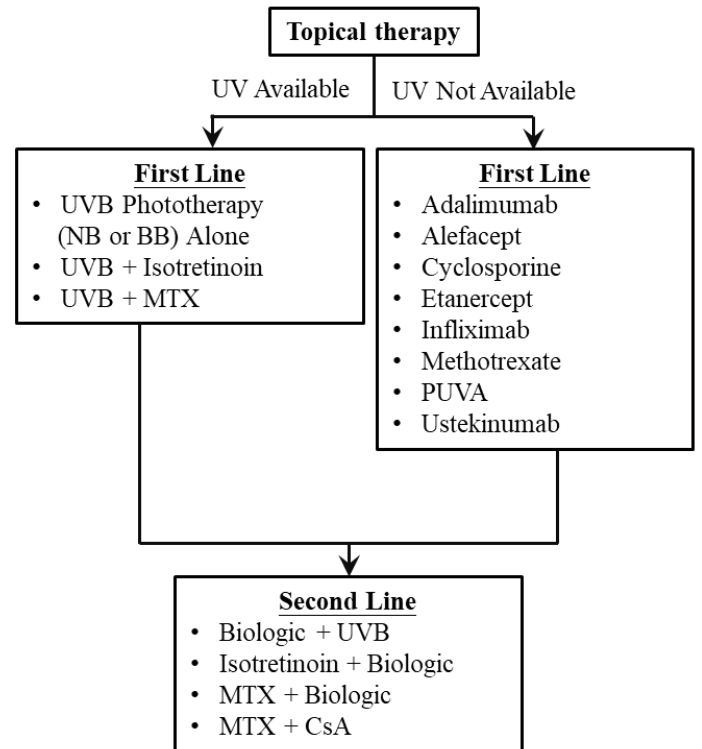 Topical therapy
UV Available
UV Not Available
First Line
• UVB Phototherapy
(NB or BB) Alone
• UVB + Isotretinoin
• UVB + MTX
First Line
• Adalimumab
• Alefacept
• Cyclosporine
• Etanercept
• Infliximab
• Methotrexate
• PUVA
• Ustekinumab
Second Line
• Biologic + UVB
• Isotretinoin + Biologic
• MTX + Biologic
• MTX + CsA